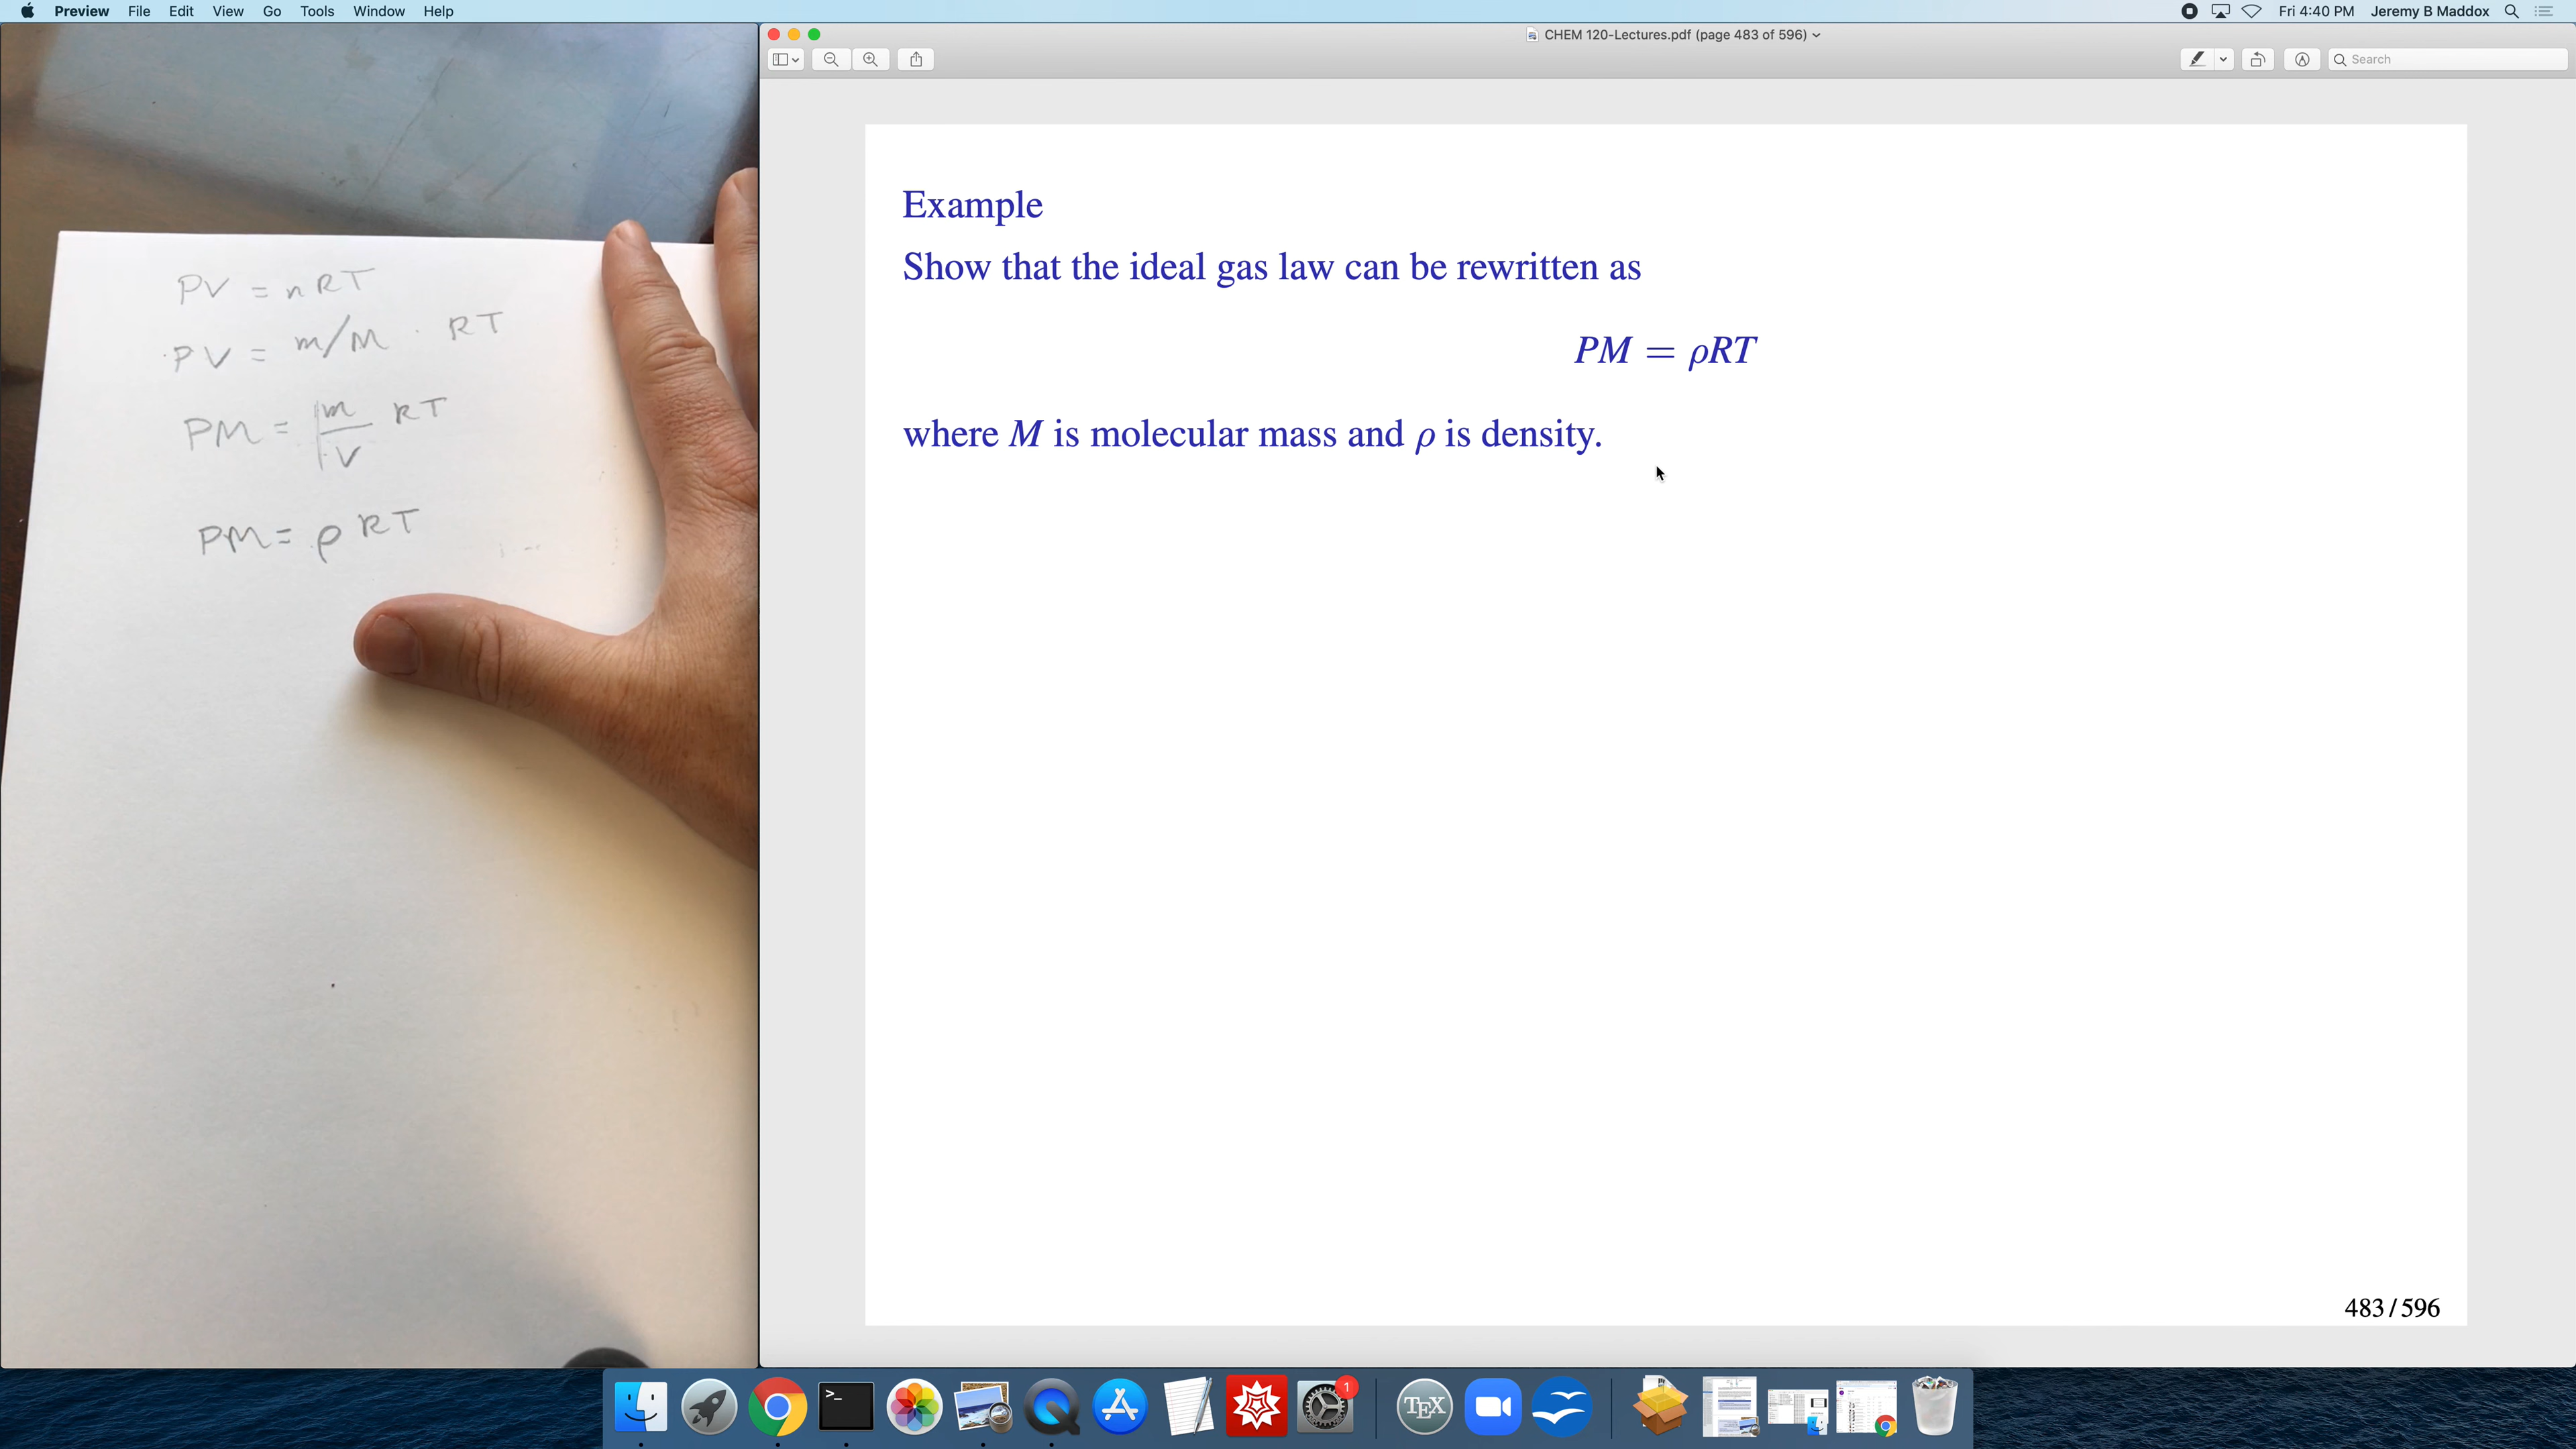 Preview File Edit View Go Tools Window Help
Fri 4:40 PM Jeremy B Maddox
CHEM 120-Lectures.pdf (page 483 of 596)
Search
PV = nRT
PV = m/M · RT
PM = m/V RT
PM = ρ RT
Example
Show that the ideal gas law can be rewritten as
PM = ρRT
where M is molecular mass and ρ is density.
483/596
>_
1
TEX